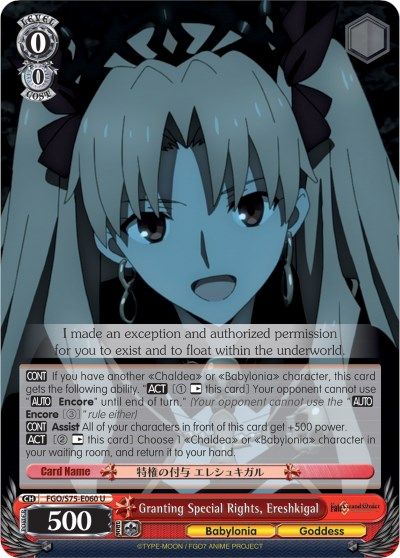 LEVEL
0
0
COST
I made an exception and authorized permission
for you to exist and to float within the underworld.
CONT If you have another «Chaldea» or «Babylonia» character, this card
gets the following ability. "ACT [① this card] Your opponent cannot use
"AUTO Encore" until end of turn." (Your opponent cannot use the "AUTO
Encore [③]" rule either)
CONT Assist All of your characters in front of this card get +500 power.
ACT [② this card] Choose 1 «Chaldea» or «Babylonia» character in
your waiting room, and return it to your hand.
Card Name 特権の付与 エレシュキガル
CH FGO/S75-E060 U
POWER 500
Granting Special Rights, Ereshkigal
Fate/Grand Order
Babylonia Goddess
©TYPE-MOON / FGO7 ANIME PROJECT